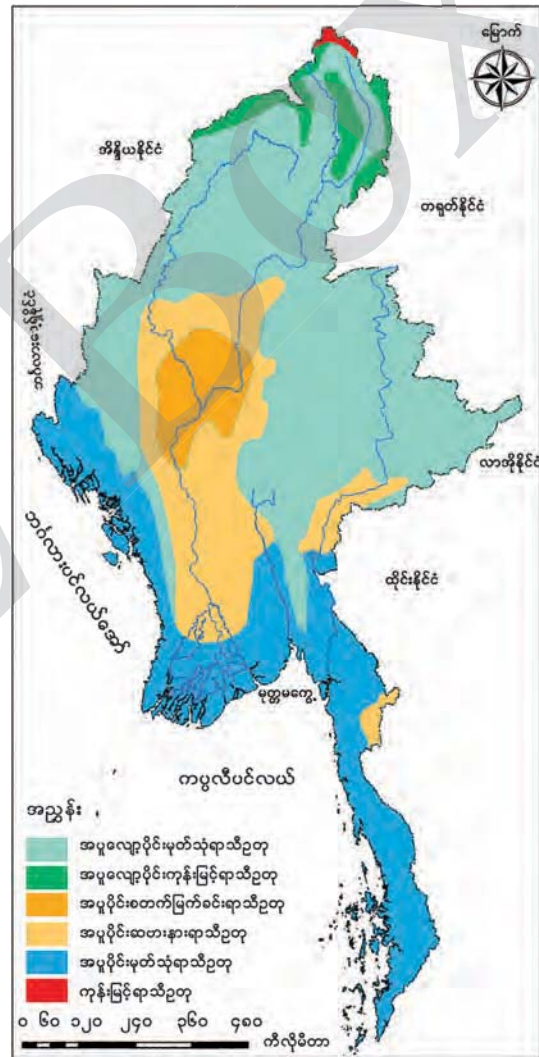 မြောက်
အိန္ဒိယနိုင်ငံ
တရုတ်နိုင်ငံ
ဘင်္ဂလားဒေ့ရှ်နိုင်ငံ
လာအိုနိုင်ငံ
ဘင်္ဂလားပင်လယ်အော်
ထိုင်းနိုင်ငံ
မုတ္တမကွေ့
ကပ္ပလီပင်လယ်
အညွှန်း
အပူလျော့ပိုင်းမုတ်သုံရာသီဥတု
အပူလျော့ပိုင်းကုန်းမြင့်ရာသီဥတု
အပူပိုင်းစတက်မြက်ခင်းရာသီဥတု
အပူပိုင်းဆဗားနားရာသီဥတု
အပူပိုင်းမုတ်သုံရာသီဥတု
ကုန်းမြင့်ရာသီဥတု
၀ ၆၀ ၁၂၀ ၂၄၀ ၃၆၀ ၄၈၀
ကီလိုမီတာ